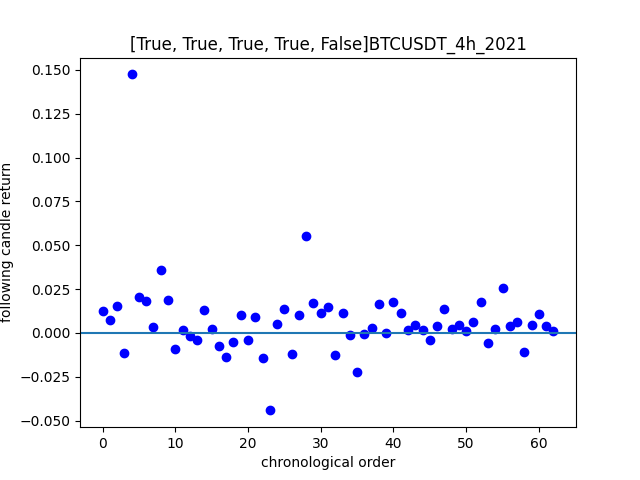 [True, True, True, True, False]BTCUSDT_4h_2021
following candle return
0.150
0.125
0.100
0.075
0.050
0.025
0.000
−0.025
−0.050
0 10 20 30 40 50 60
chronological order